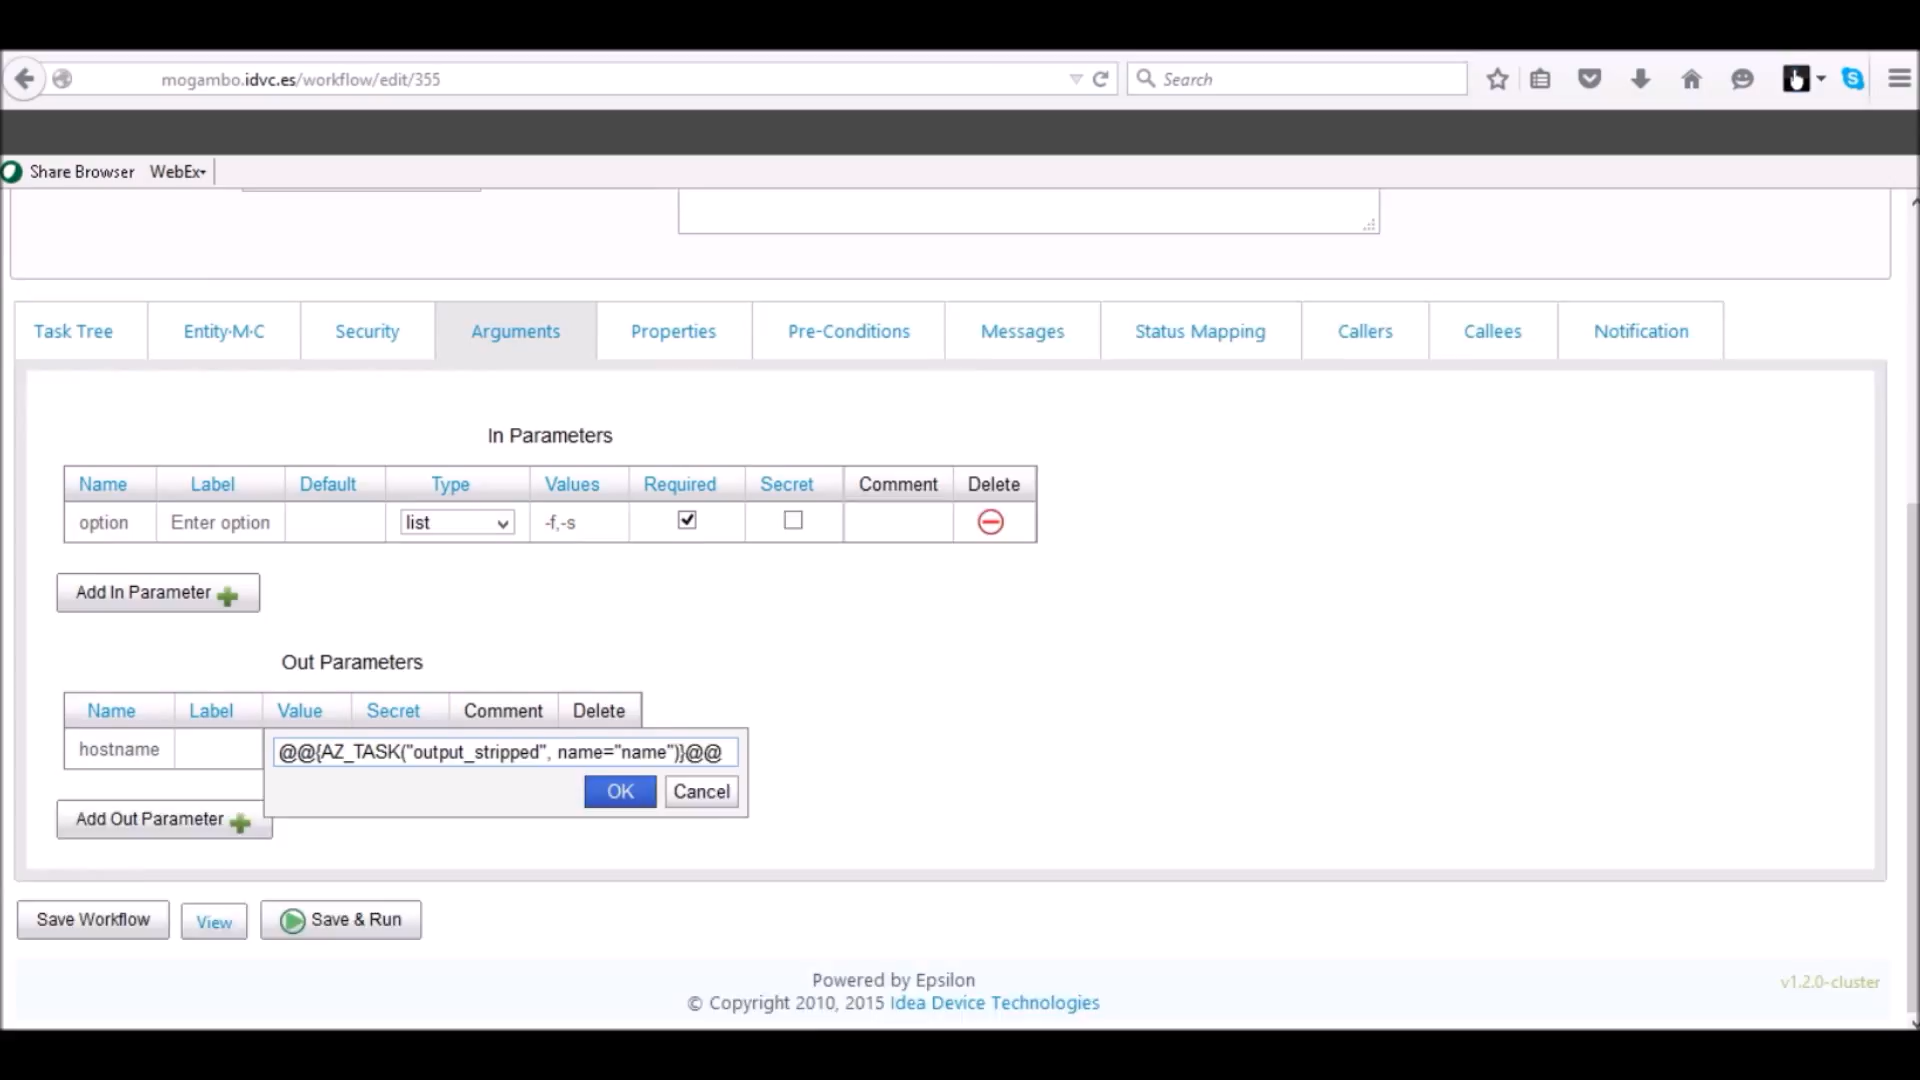 mogambo.idvc.es/workflow/edit/355
Search
Share Browser WebEx
Task Tree Entity·M·C Security Arguments Properties Pre-Conditions Messages Status Mapping Callers Callees Notification
In Parameters
Name Label Default Type Values Required Secret Comment Delete
option Enter option list -f,-s
Add In Parameter
Out Parameters
Name Label Value Secret Comment Delete
hostname
@@{AZ_TASK("output_stripped", name="name")}@@
OK Cancel
Add Out Parameter
Save Workflow View Save & Run
Powered by Epsilon
v1.2.0-cluster
© Copyright 2010, 2015 Idea Device Technologies